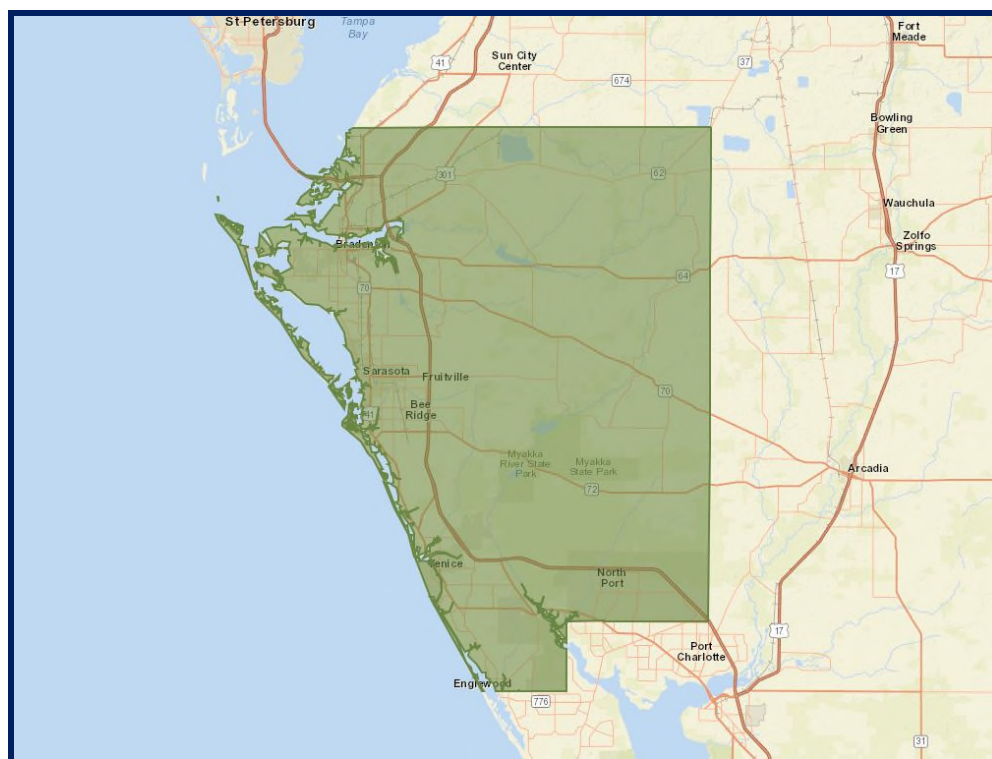 St Petersburg
Tampa
Bay
Fort
Meade
Sun City
Center
41
37
674
Bowling
Green
301
62
Wauchula
Zolfo
Springs
Bradenton
64
17
70
Sarasota
Fruitville
70
Bee
Ridge
41
Myakka
River State
Park
Myakka
State Park
Arcadia
72
Venice
North
Port
17
Port
Charlotte
Englewood
776
31